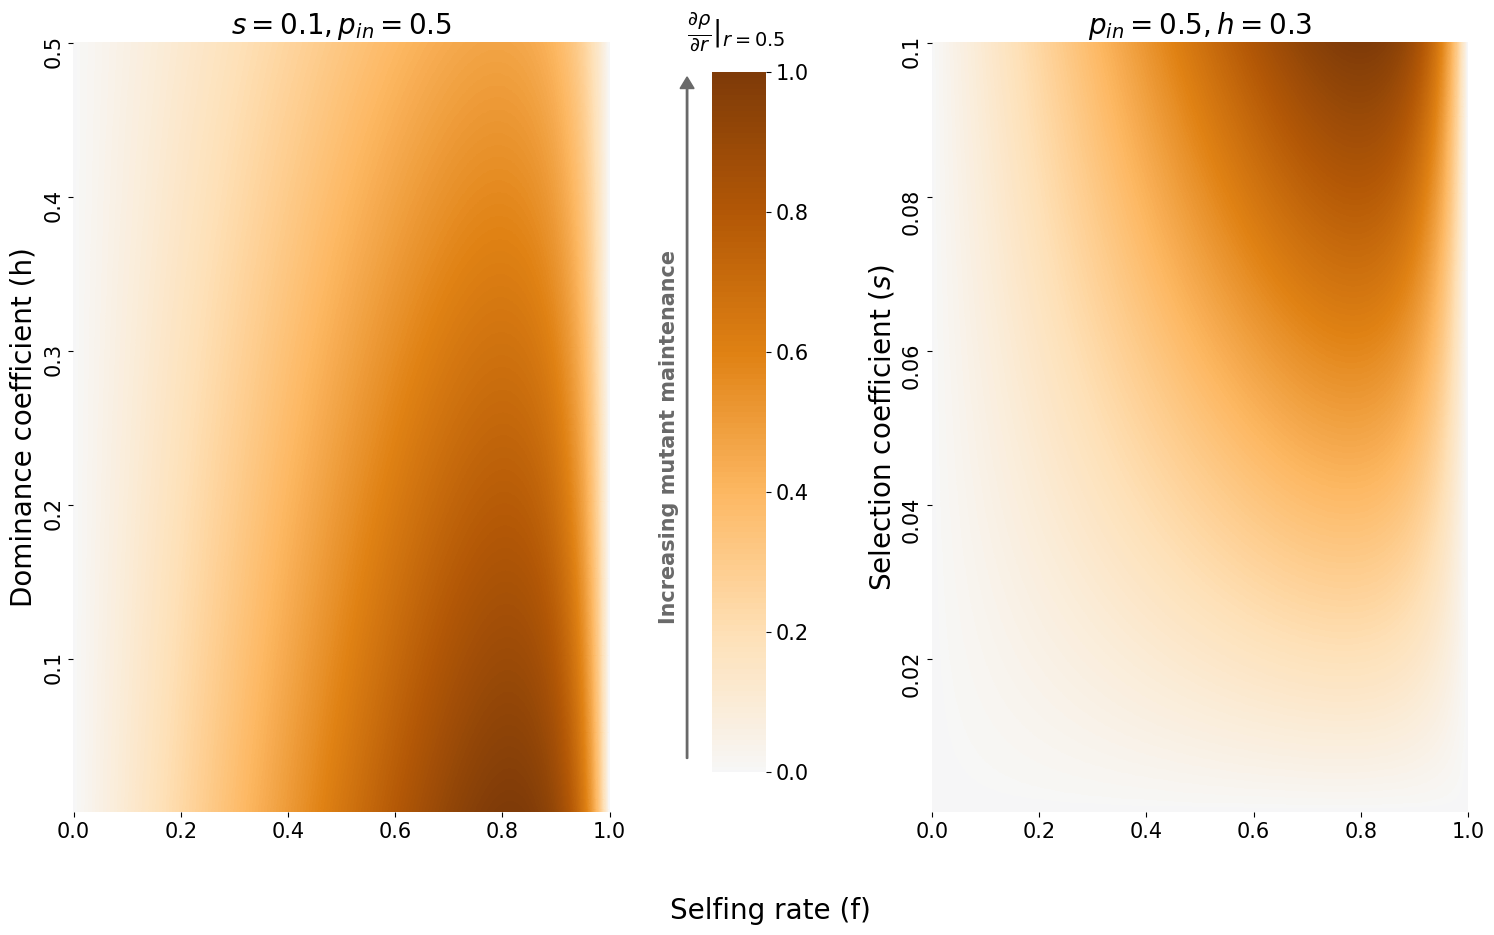 s = 0.1, p_in = 0.5
Dominance coefficient (h)
0.5
0.4
0.3
0.2
0.1
0.0 0.2 0.4 0.6 0.8 1.0
∂ρ/∂r|r = 0.5
Increasing mutant maintenance
1.0
0.8
0.6
0.4
0.2
0.0
p_in = 0.5, h = 0.3
Selection coefficient (s)
0.1
0.08
0.06
0.04
0.02
0.0 0.2 0.4 0.6 0.8 1.0
Selfing rate (f)